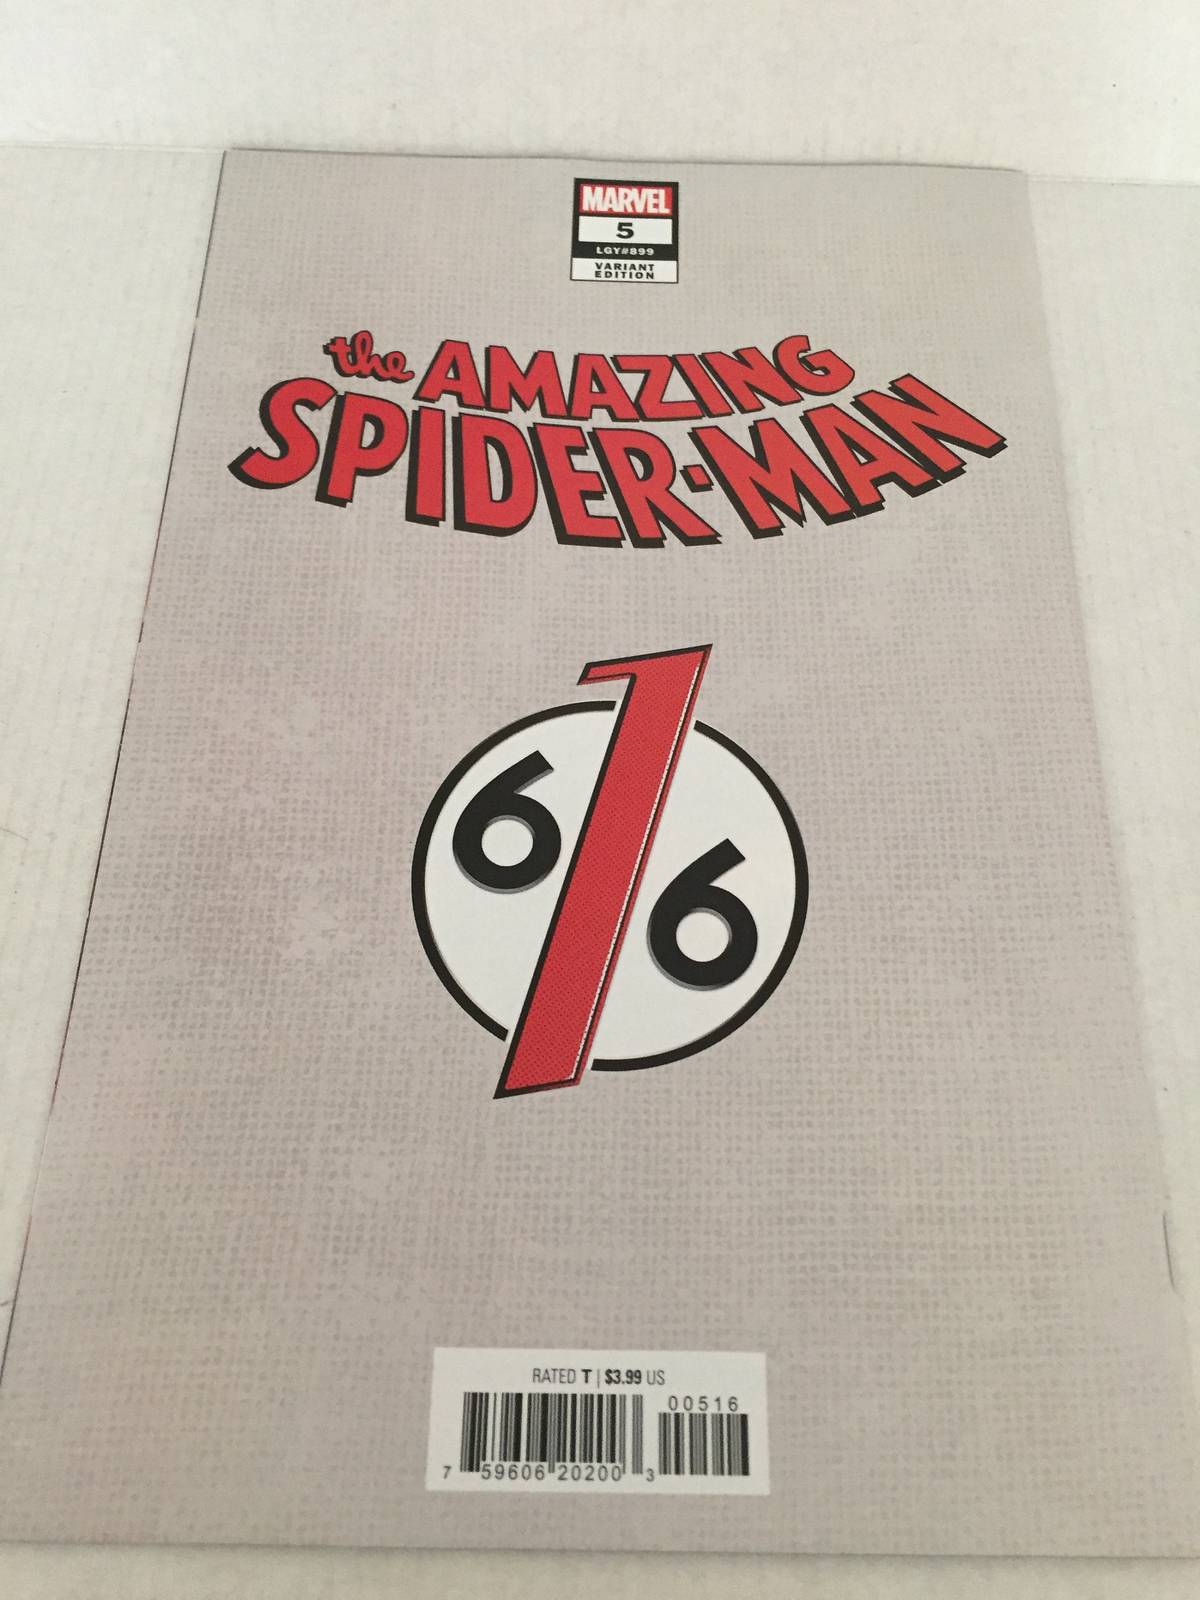 MARVEL
5
LGY#899
VARIANT
EDITION
the AMAZING
SPIDER-MAN
616
RATED T | $3.99 US
00516
7 59606 20200 3